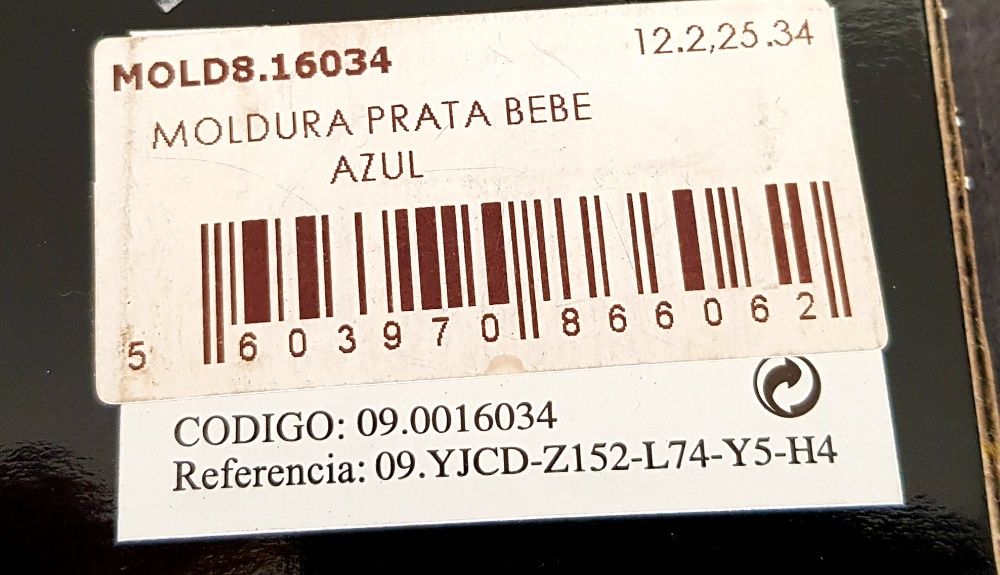 MOLD8.16034 12.2,25.34
MOLDURA PRATA BEBE
AZUL
5 603970 866062
CODIGO: 09.0016034
Referencia: 09.YJCD-Z152-L74-Y5-H4